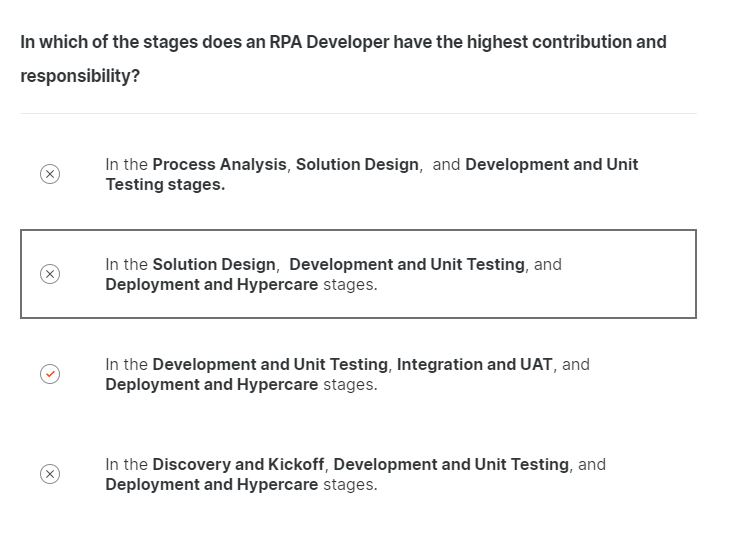 In which of the stages does an RPA Developer have the highest contribution and
responsibility?
In the Process Analysis, Solution Design, and Development and Unit
Testing stages.
In the Solution Design, Development and Unit Testing, and
Deployment and Hypercare stages.
In the Development and Unit Testing, Integration and UAT, and
Deployment and Hypercare stages.
In the Discovery and Kickoff, Development and Unit Testing, and
Deployment and Hypercare stages.